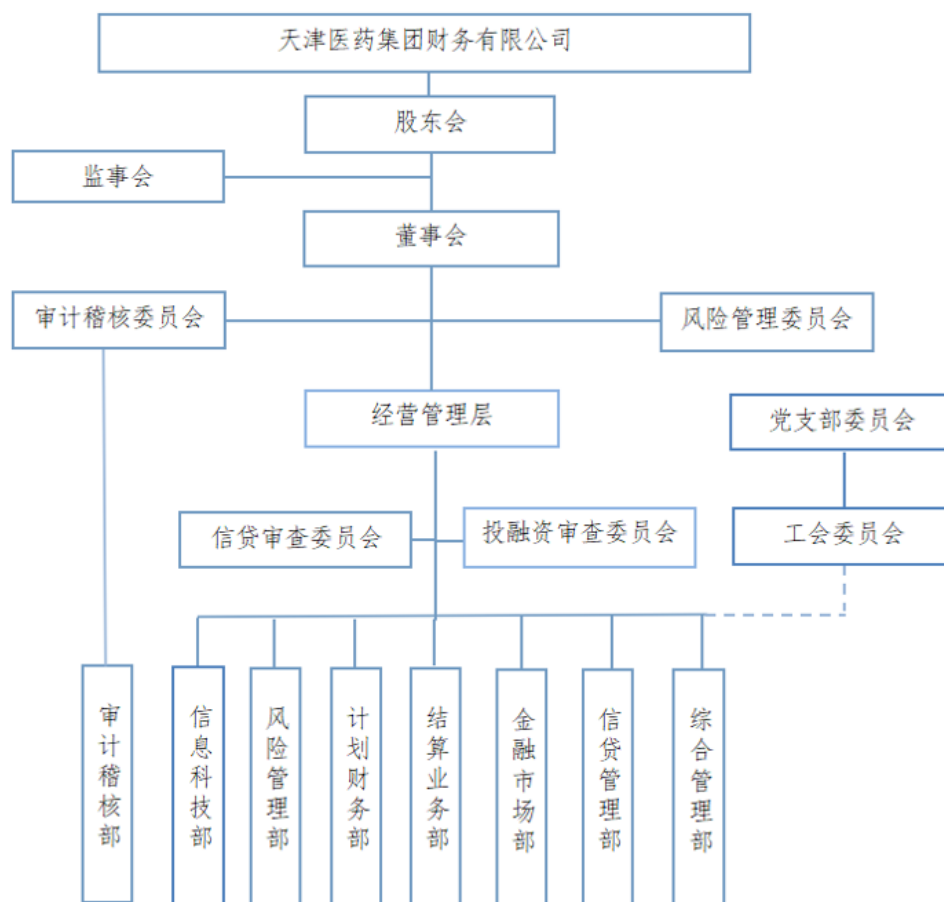 天津医药集团财务有限公司
股东会
监事会
董事会
审计稽核委员会
风险管理委员会
经营管理层
党支部委员会
信贷审查委员会
投融资审查委员会
工会委员会
审计稽核部
信息科技部
风险管理部
计划财务部
结算业务部
金融市场部
信贷管理部
综合管理部